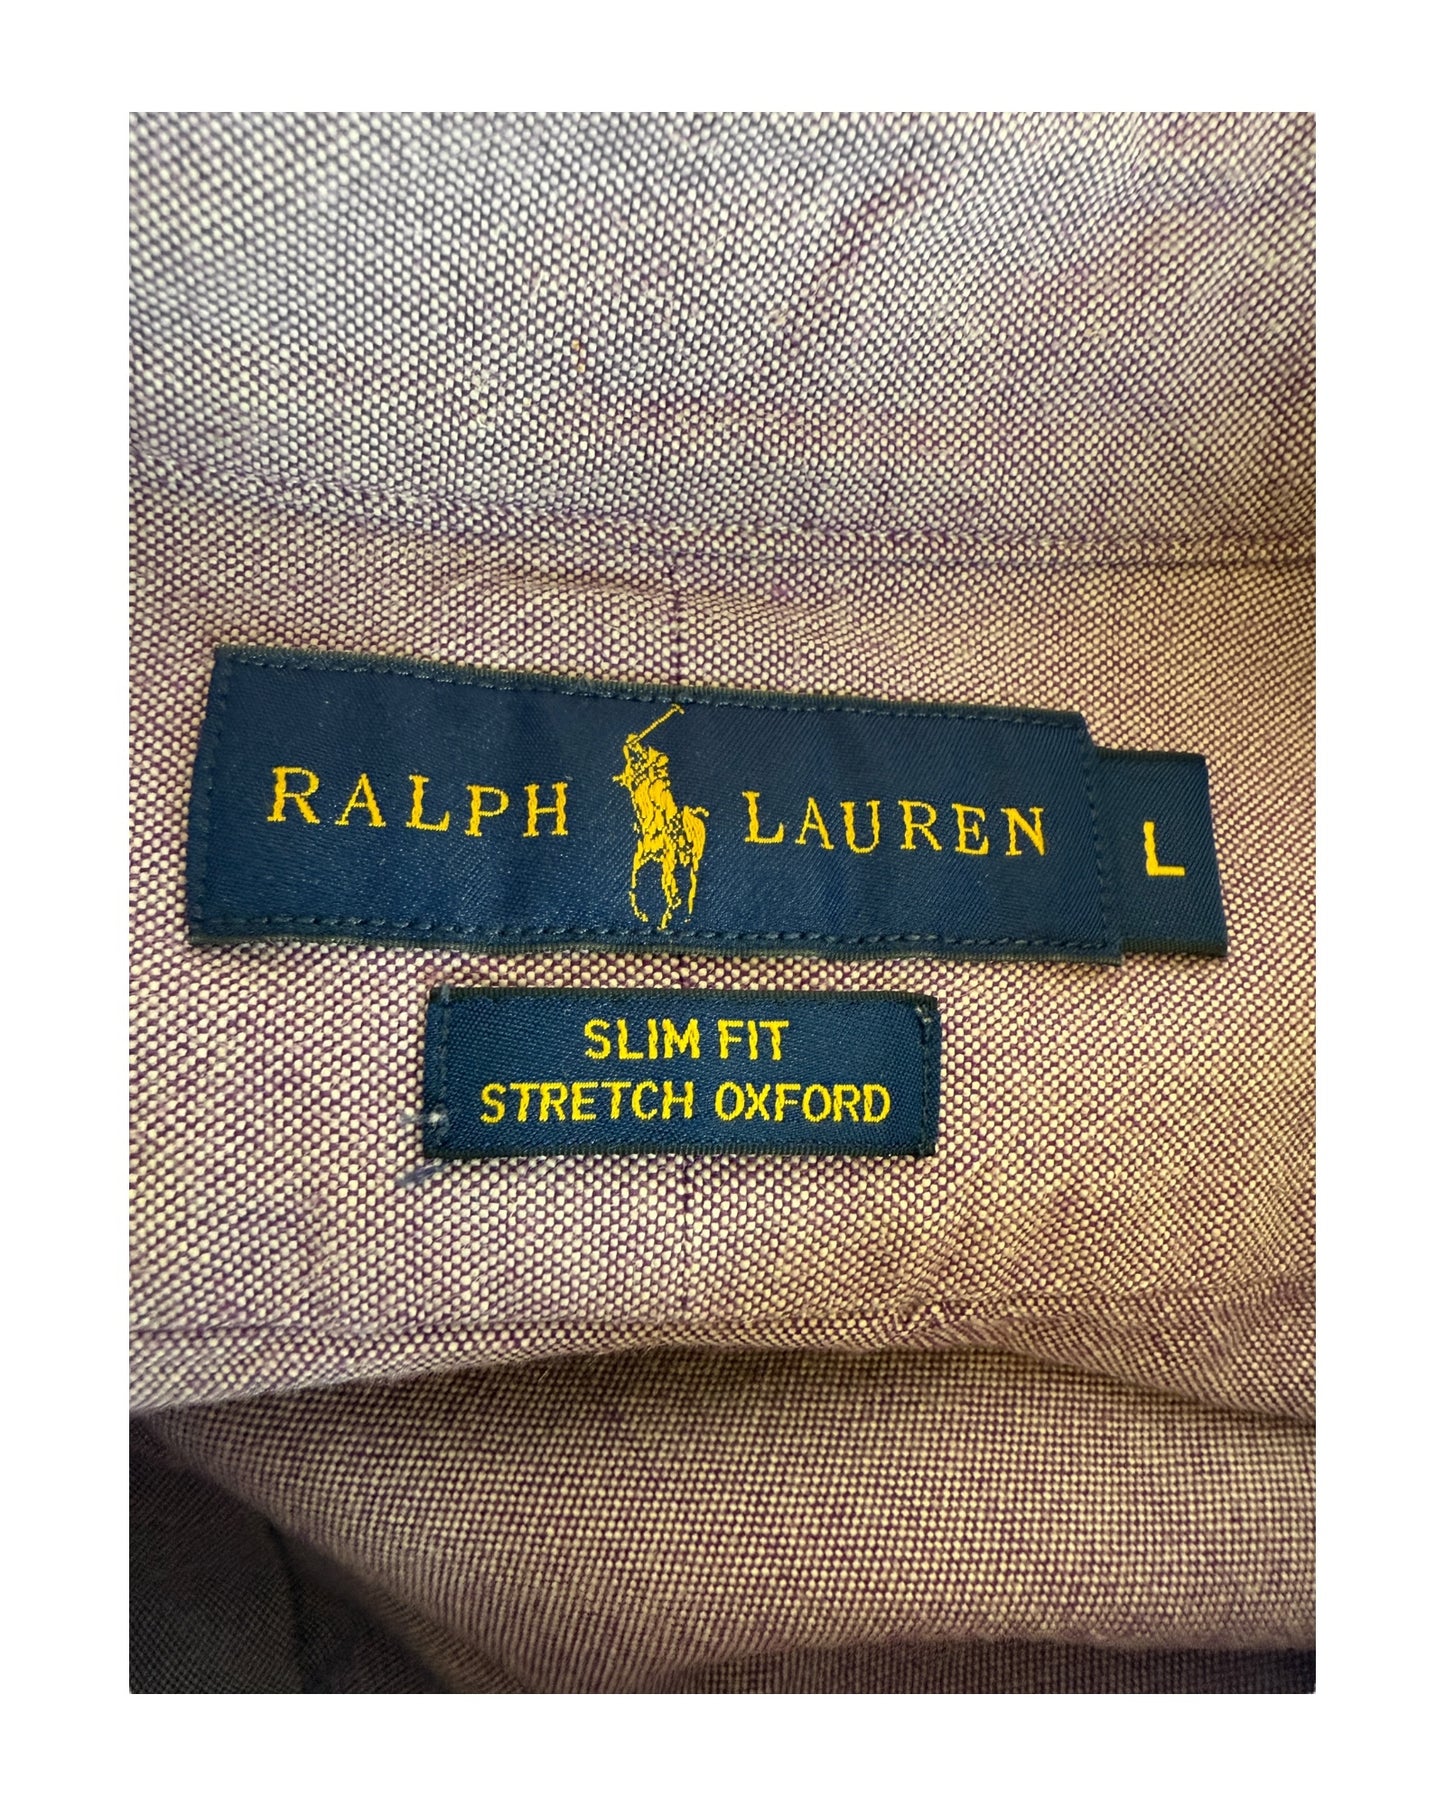 RALPH LAUREN L
SLIM FIT
STRETCH OXFORD